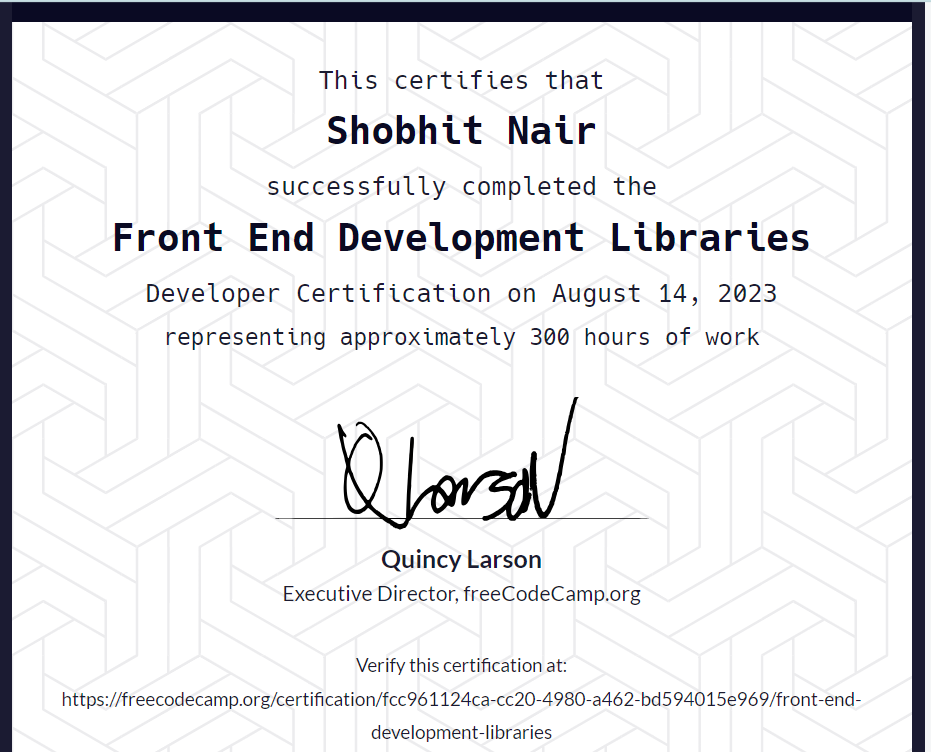 This certifies that
Shobhit Nair
successfully completed the
Front End Development Libraries
Developer Certification on August 14, 2023
representing approximately 300 hours of work
QLarson
Quincy Larson
Executive Director, freeCodeCamp.org
Verify this certification at:
https://freecodecamp.org/certification/fcc961124ca-cc20-4980-a462-bd594015e969/front-end-
development-libraries